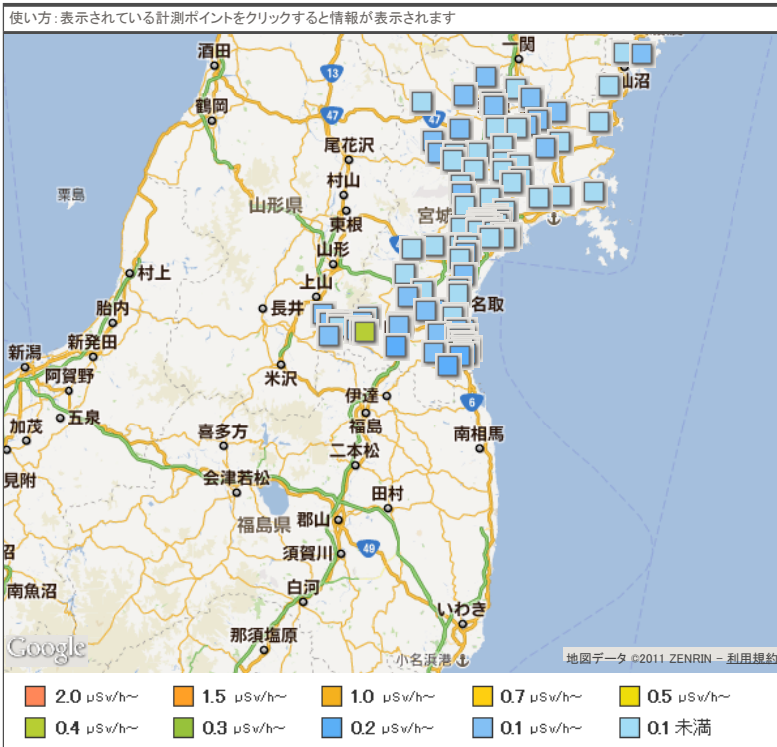 使い方：表示されている計測ポイントをクリックすると情報が表示されます
一関
酒田
13
山沼
鶴岡
47
47
尾花沢
粟島
村山
山形県
宮城
東根
山形
村上
上山
名取
胎内
長井
新発田
新潟
米沢
阿賀野
伊達
6
五泉
福島
加茂
喜多方
南相馬
二本松
見附
会津若松
田村
福島県
郡山
沼
須賀川
49
南魚沼
白河
いわき
那須塩原
Google
小名浜港
地図データ ©2011 ZENRIN - 利用規約
2.0 μSv/h～ 1.5 μSv/h～ 1.0 μSv/h～ 0.7 μSv/h～ 0.5 μSv/h～
0.4 μSv/h～ 0.3 μSv/h～ 0.2 μSv/h～ 0.1 μSv/h～ 0.1 未満